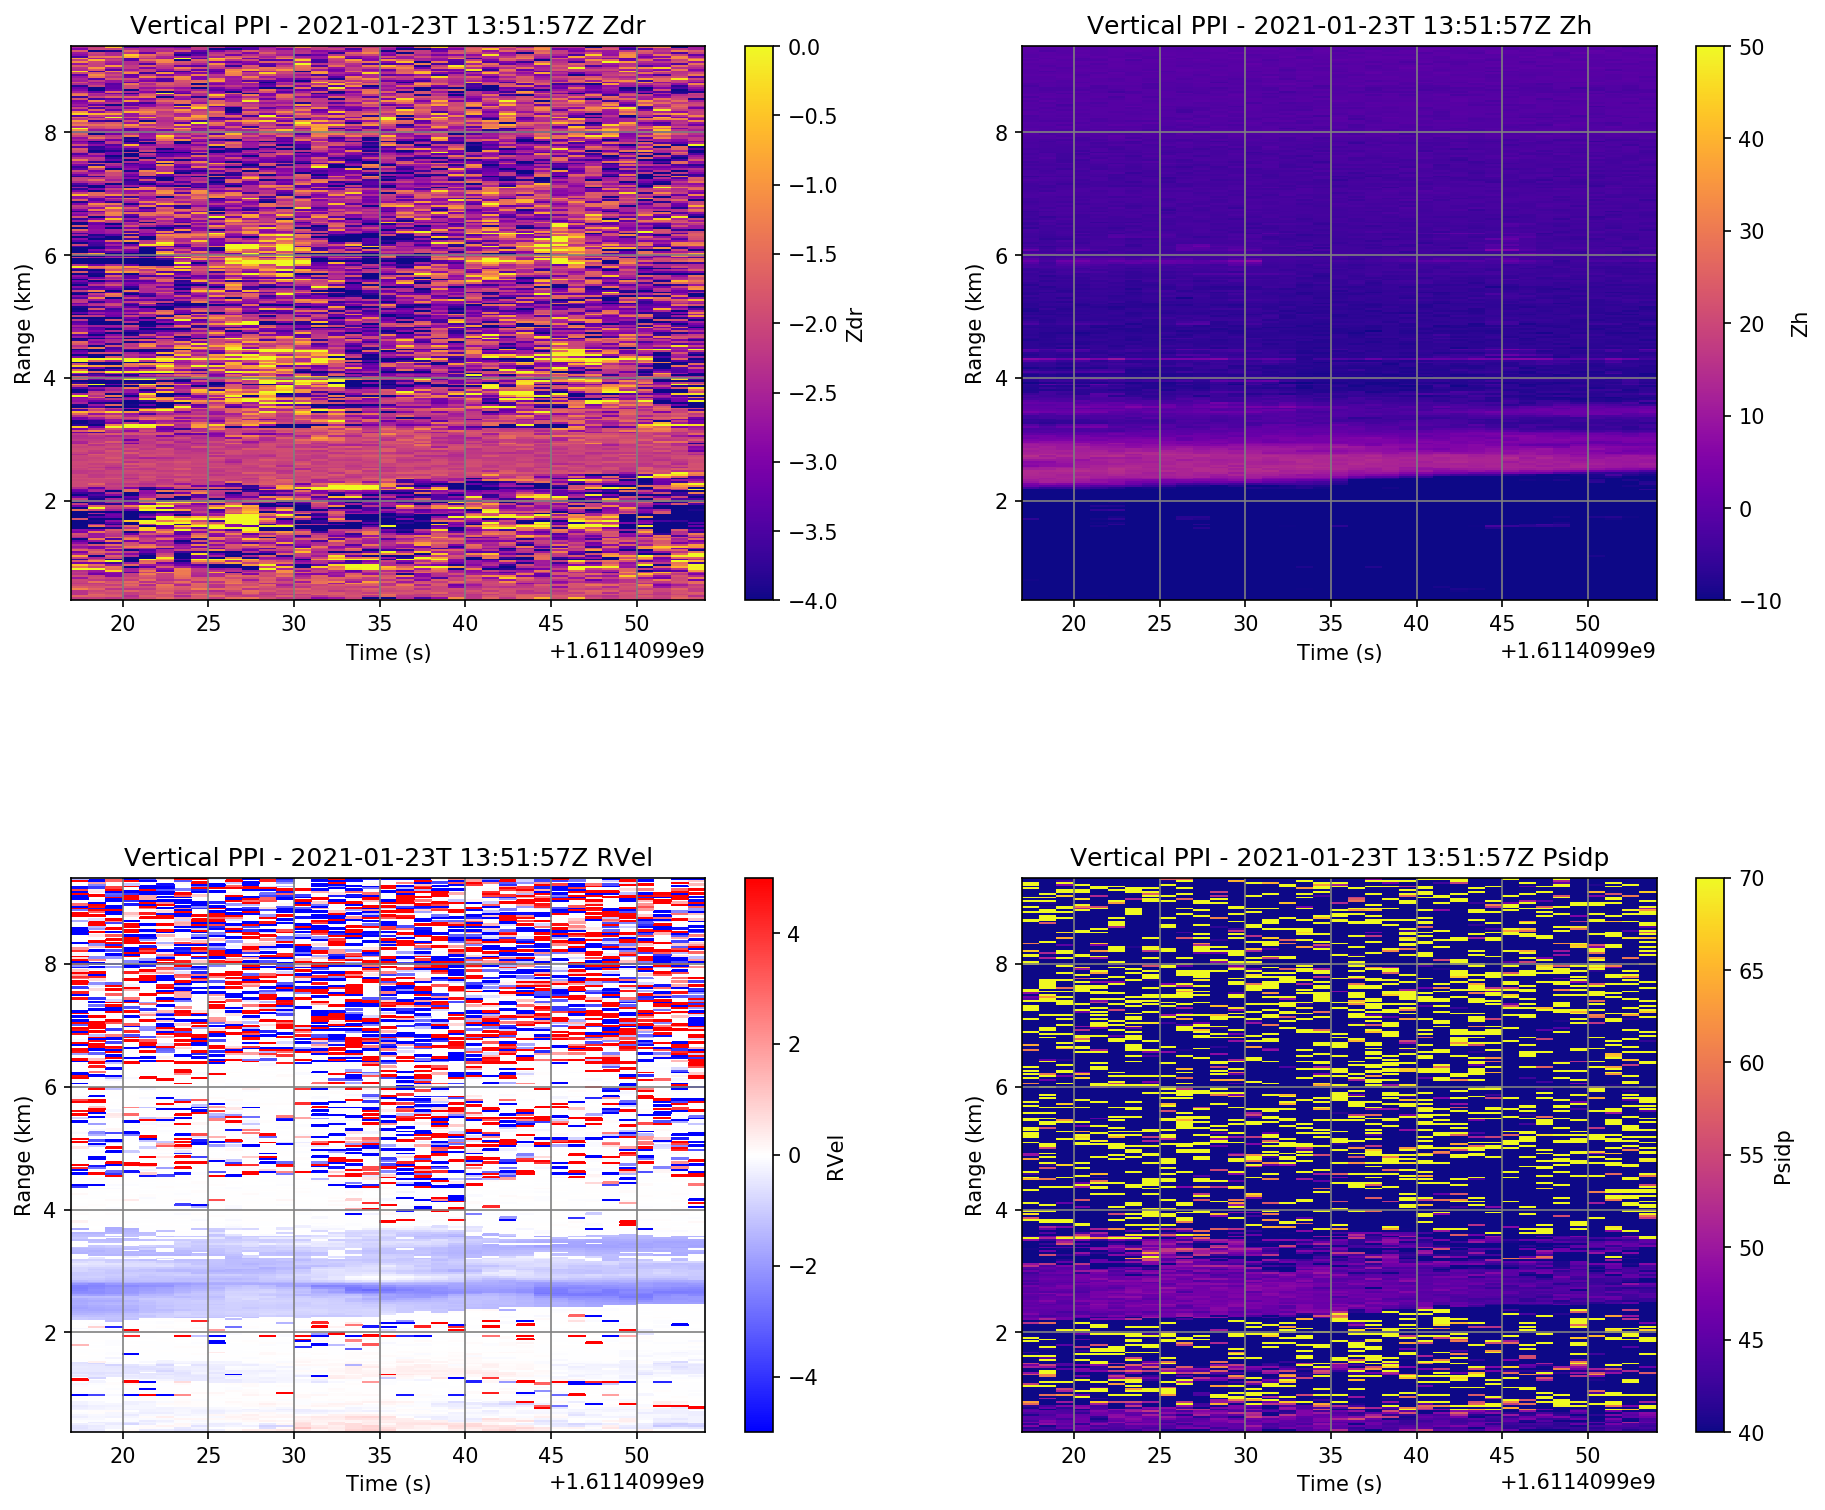 Vertical PPI - 2021-01-23T 13:51:57Z Zdr
Range (km)
8
6
4
2
20 25 30 35 40 45 50
Time (s)
+1.6114099e9
0.0
−0.5
−1.0
−1.5
−2.0
−2.5
−3.0
−3.5
−4.0
Zdr
Vertical PPI - 2021-01-23T 13:51:57Z Zh
Range (km)
8
6
4
2
20 25 30 35 40 45 50
Time (s)
+1.6114099e9
50
40
30
20
10
0
−10
Zh
Vertical PPI - 2021-01-23T 13:51:57Z RVel
Range (km)
8
6
4
2
20 25 30 35 40 45 50
Time (s)
+1.6114099e9
4
2
0
−2
−4
RVel
Vertical PPI - 2021-01-23T 13:51:57Z Psidp
Range (km)
8
6
4
2
20 25 30 35 40 45 50
Time (s)
+1.6114099e9
70
65
60
55
50
45
40
Psidp